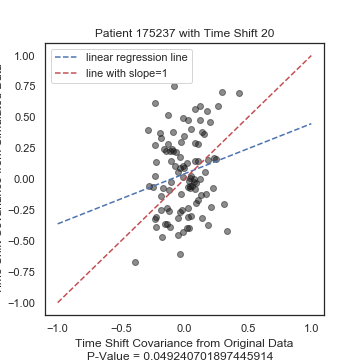 Patient 175237 with Time Shift 20
linear regression line
line with slope=1
1.00
0.75
0.50
0.25
0.00
−0.25
−0.50
−0.75
−1.00
−1.0
−0.5
0.0
0.5
1.0
Time Shift Covariance from Original Data
P-Value = 0.049240701897445914